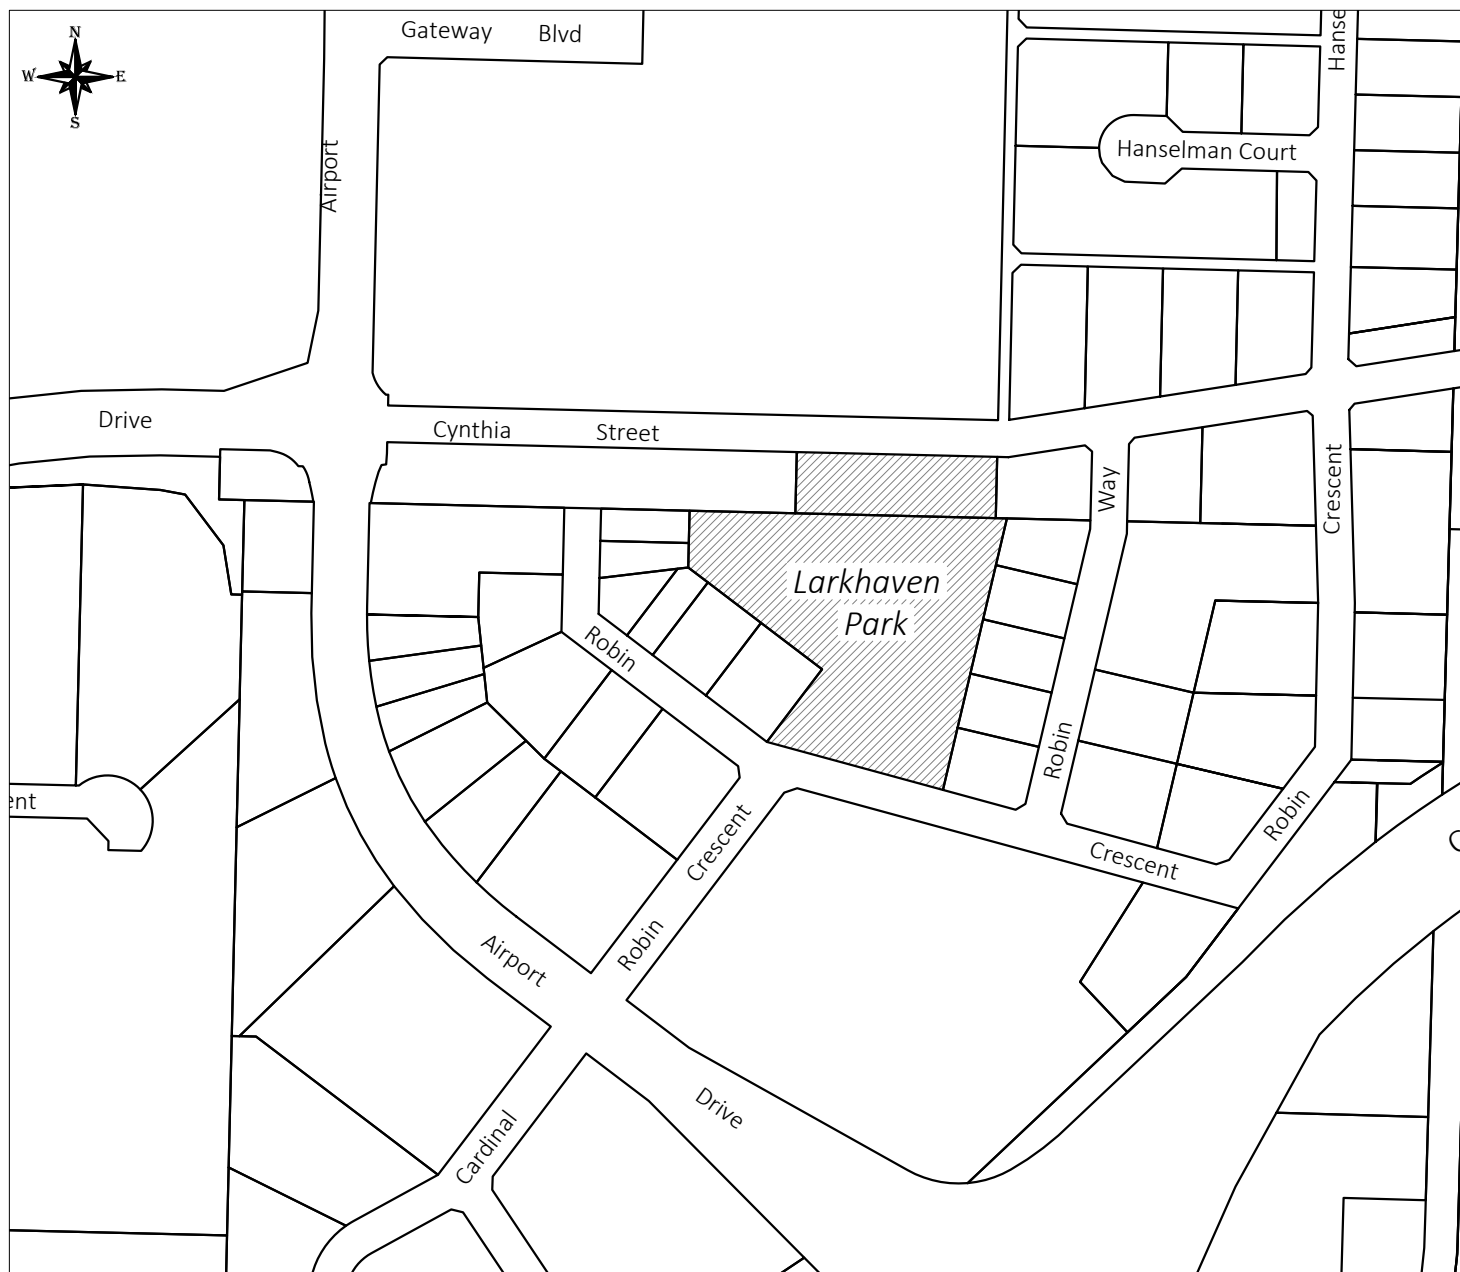 Gateway Blvd
N
W E
S
Hanse
Airport
Hanselman Court
Drive
Cynthia Street
Way
Crescent
Larkhaven
Park
Robin
Robin
ent
Robin
Crescent
Crescent
Robin
Airport
Drive
Cardinal